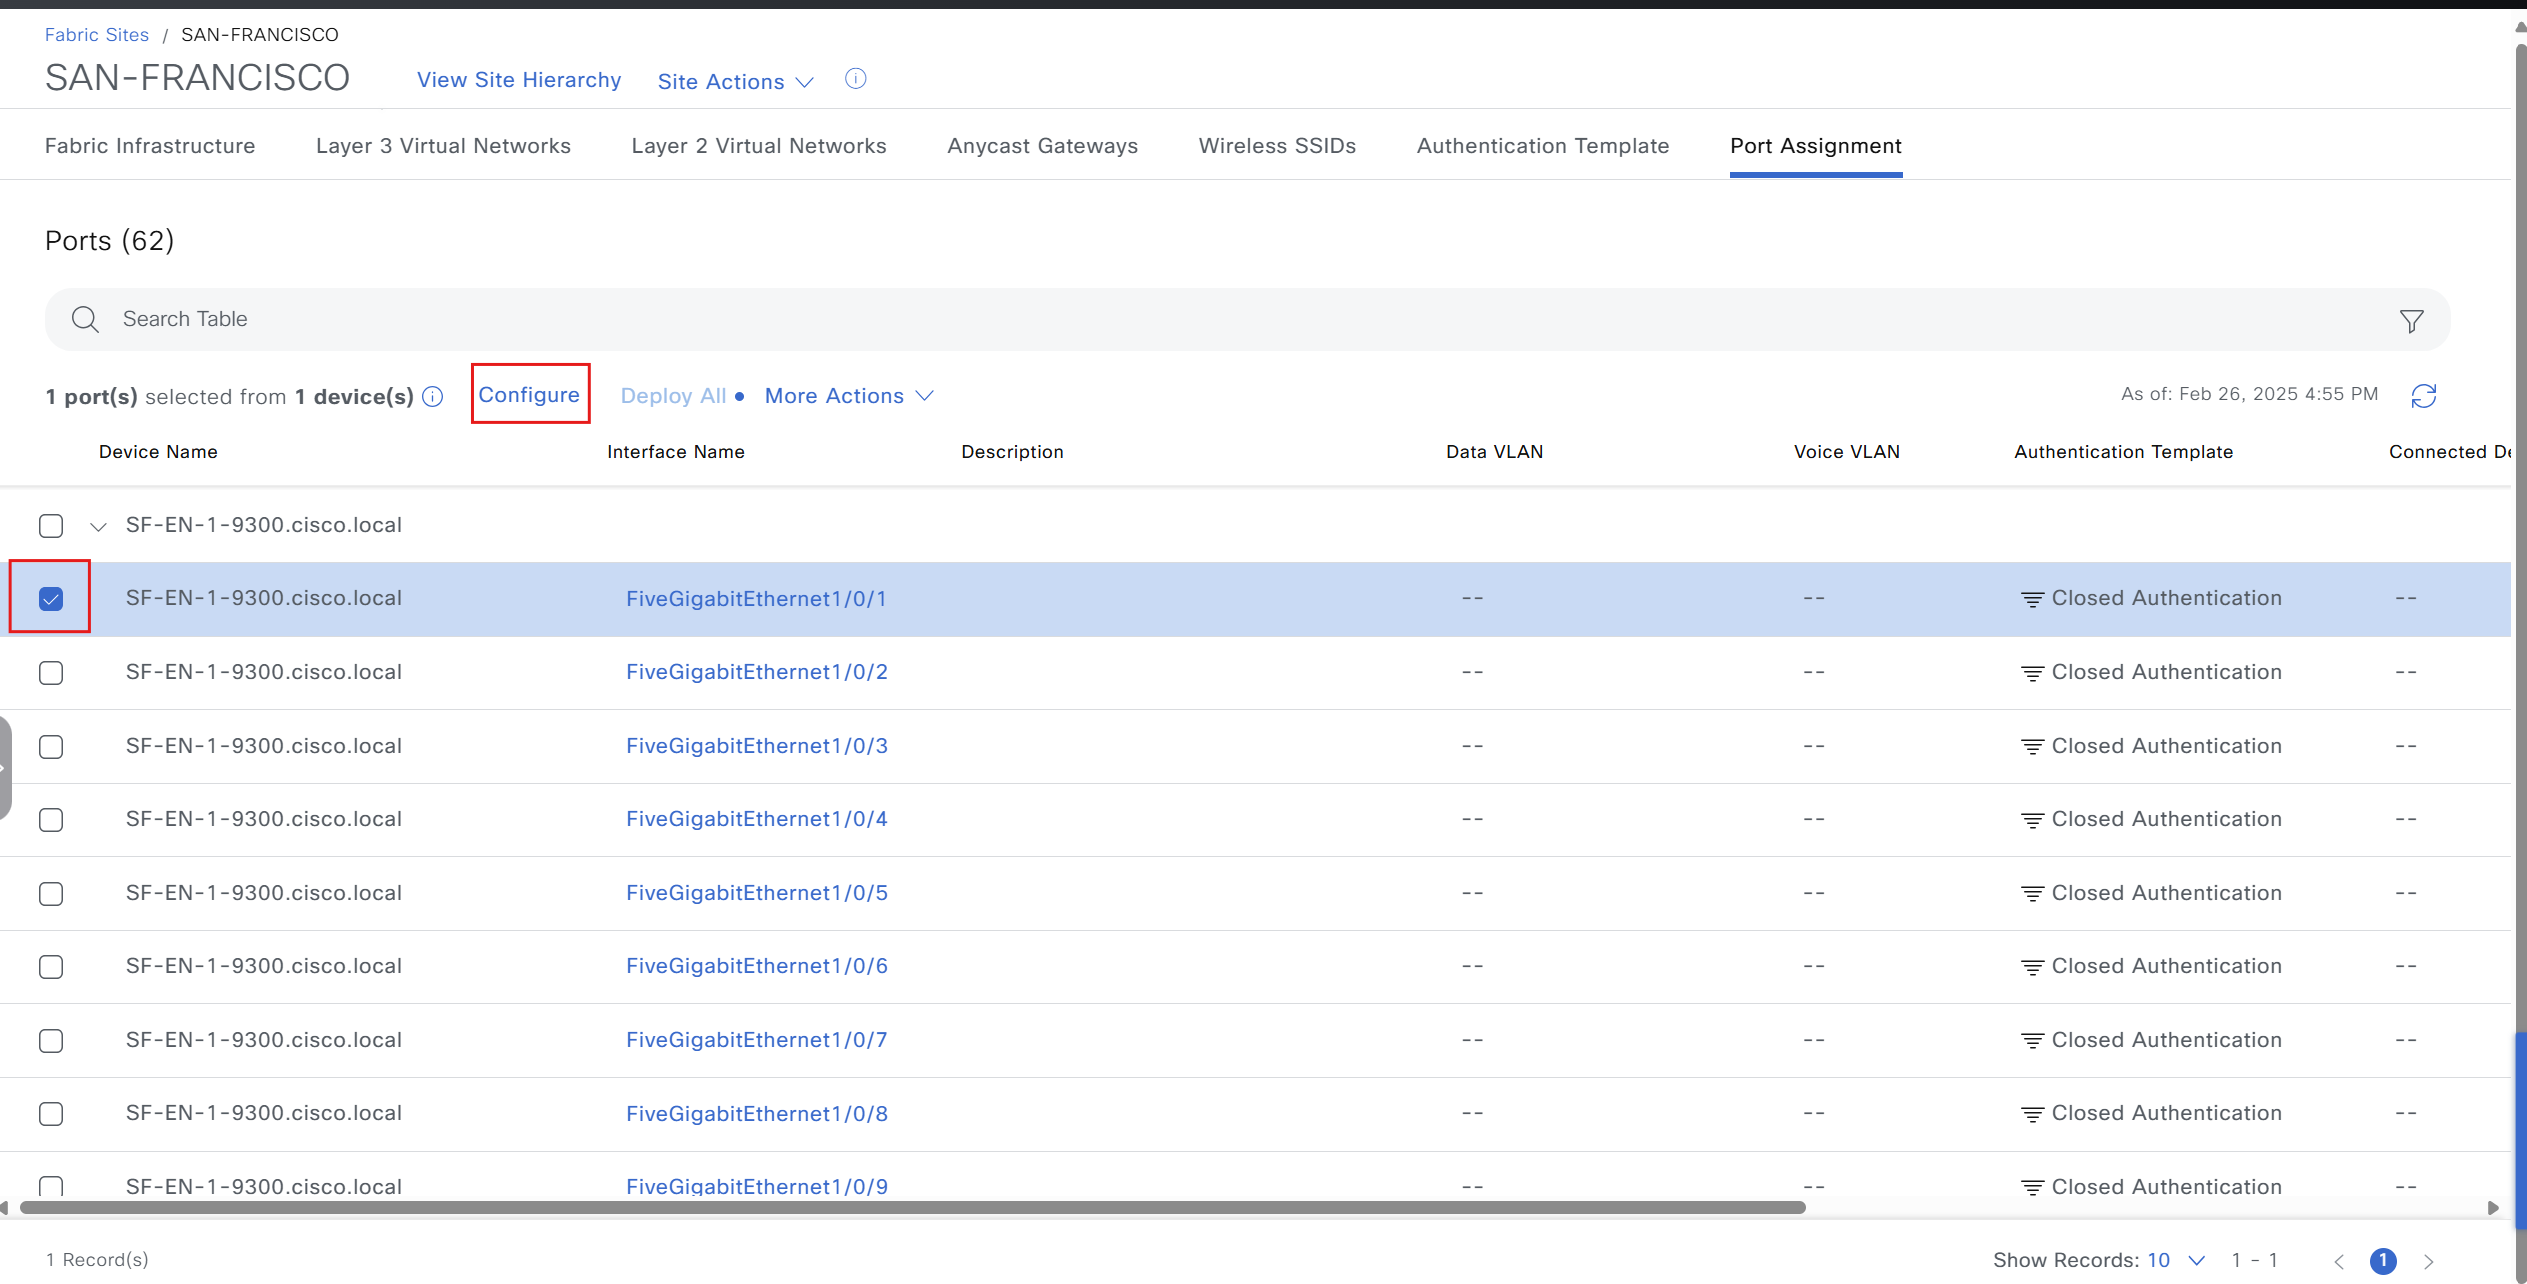 Fabric Sites / SAN-FRANCISCO
SAN-FRANCISCO View Site Hierarchy Site Actions
Fabric Infrastructure Layer 3 Virtual Networks Layer 2 Virtual Networks Anycast Gateways Wireless SSIDs Authentication Template Port Assignment
Ports (62)
Search Table
1 port(s) selected from 1 device(s) Configure Deploy All More Actions As of: Feb 26, 2025 4:55 PM
Device Name Interface Name Description Data VLAN Voice VLAN Authentication Template Connected De
SF-EN-1-9300.cisco.local
SF-EN-1-9300.cisco.local FiveGigabitEthernet1/0/1 -- -- Closed Authentication --
SF-EN-1-9300.cisco.local FiveGigabitEthernet1/0/2 -- -- Closed Authentication --
SF-EN-1-9300.cisco.local FiveGigabitEthernet1/0/3 -- -- Closed Authentication --
SF-EN-1-9300.cisco.local FiveGigabitEthernet1/0/4 -- -- Closed Authentication --
SF-EN-1-9300.cisco.local FiveGigabitEthernet1/0/5 -- -- Closed Authentication --
SF-EN-1-9300.cisco.local FiveGigabitEthernet1/0/6 -- -- Closed Authentication --
SF-EN-1-9300.cisco.local FiveGigabitEthernet1/0/7 -- -- Closed Authentication --
SF-EN-1-9300.cisco.local FiveGigabitEthernet1/0/8 -- -- Closed Authentication --
SF-EN-1-9300.cisco.local FiveGigabitEthernet1/0/9 -- -- Closed Authentication --
1 Record(s) Show Records: 10 1 - 1 1